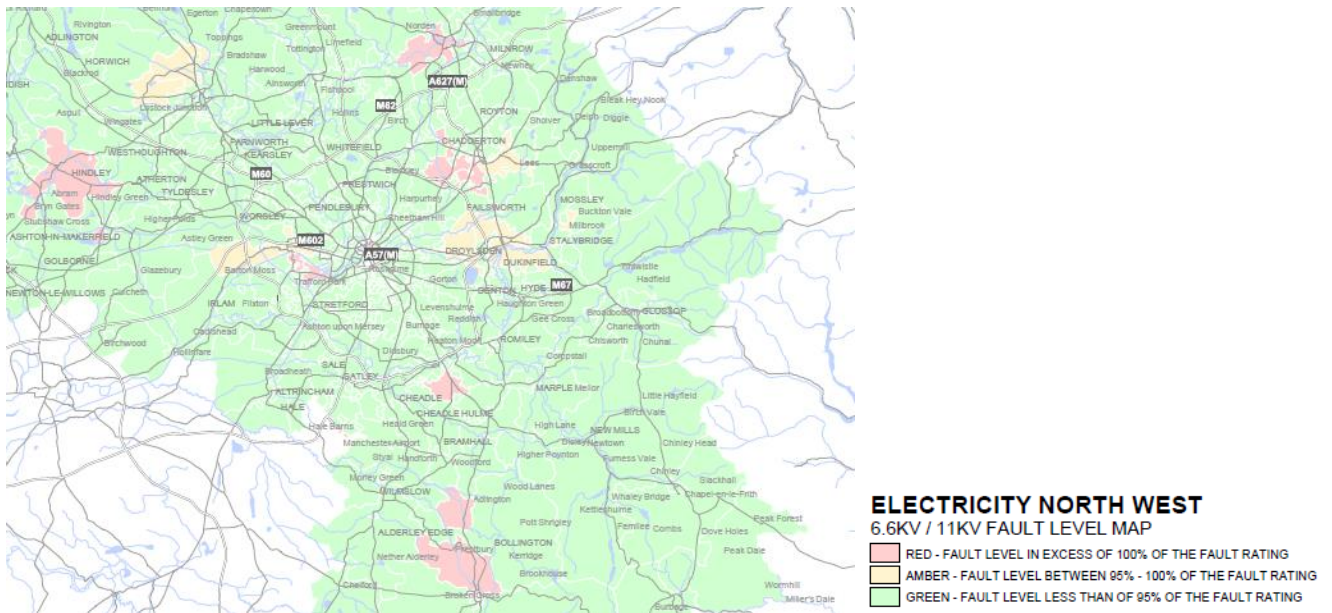 Egerton
Rivington
Toppings
Greenmount
Norden
Smallbridge
ADLINGTON
Bradshaw
Tottington
Limefield
MILNROW
HORWICH
Harwood
Newhey
Blackrod
Ainsworth
Fishpool
A627(M)
Denshaw
M62
Bleak Hey Nook
Aspull
Lostock Junction
Hollins
Birch
ROYTON
Wingates
LITTLE LEVER
Sholver
Delph
Diggle
FARNWORTH
CHADDERTON
WESTHOUGHTON
KEARSLEY
WHITEFIELD
Uppermill
HINDLEY
ATHERTON
M60
Blackley
Lees
Grasscroft
Abram
TYLDESLEY
PRESTWICH
Bryn Gates
Hindley Green
Harpurhey
MOSSLEY
Stubshaw Cross
Higher Folds
WORSLEY
PENDLEBURY
Cheetham Hill
FAILSWORTH
Buckton Vale
Millbrook
ASHTON-IN-MAKERFIELD
Astley Green
M602
STALYBRIDGE
GOLBORNE
A57(M)
DROYLSDEN
Glazebury
Barton Moss
Rusholme
DUKINFIELD
Tintwistle
Trafford Park
Gorton
Hadfield
NEWTON-LE-WILLOWS
Culcheth
DENTON
HYDE
M67
IRLAM
Flixton
STRETFORD
Levenshulme
Haughton Green
Reddish
Broadbottom
GLOSSOP
Cadishead
Ashton upon Mersey
Burnage
Gee Cross
Charlesworth
Birchwood
Heaton Moor
ROMILEY
Chisworth
Chunal...
Hollinfare
Didsbury
Compstall
SALE
Broadheath
GATLEY
ALTRINCHAM
CHEADLE
MARPLE
Mellor
Little Hayfield
HALE
CHEADLE HULME
Birch Vale
Hale Barns
Heald Green
High Lane
NEW MILLS
Manchester Airport
BRAMHALL
Disley
Newtown
Chinley Head
Styal
Handforth
Woodford
Higher Poynton
Furness Vale
Morley Green
Chinley
Slackhall
WILMSLOW
Adlington
Wood Lanes
Whaley Bridge
Chapel-en-le-Frith
Kettleshulme
Pott Shrigley
Peak Forest
ALDERLEY EDGE
Fernilee
Combs
Dove Holes
BOLLINGTON
Prestbury
Kerridge
Peak Dale
Nether Alderley
Brookhouse
Chelford
Wormhill
Broken Cross
Miller's Dale
Burbage
ELECTRICITY NORTH WEST
6.6KV / 11KV FAULT LEVEL MAP
RED - FAULT LEVEL IN EXCESS OF 100% OF THE FAULT RATING
AMBER - FAULT LEVEL BETWEEN 95% - 100% OF THE FAULT RATING
GREEN - FAULT LEVEL LESS THAN OF 95% OF THE FAULT RATING